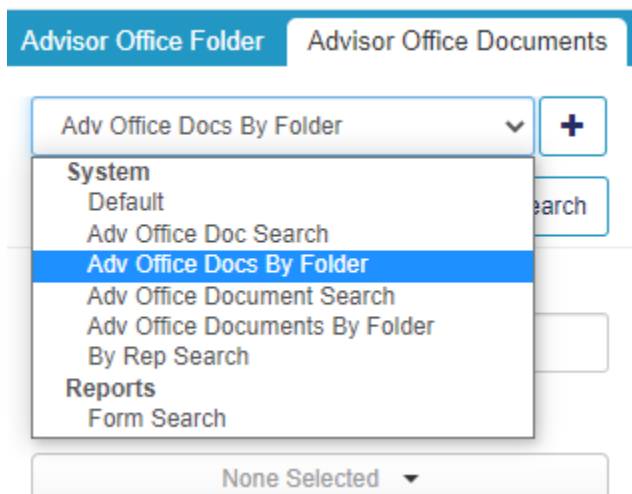 Advisor Office Folder Advisor Office Documents
Adv Office Docs By Folder +
System
Default
earch
Adv Office Doc Search
Adv Office Docs By Folder
Adv Office Document Search
Adv Office Documents By Folder
By Rep Search
Reports
Form Search
None Selected